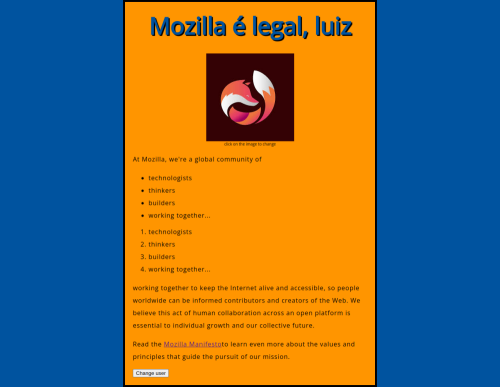 Mozilla é legal, luiz
click on the image to change
At Mozilla, we're a global community of
• technologists
• thinkers
• builders
• working together...
1. technologists
2. thinkers
3. builders
4. working together...
working together to keep the Internet alive and accessible, so people
worldwide can be informed contributors and creators of the Web. We
believe this act of human collaboration across an open platform is
essential to individual growth and our collective future.
Read the Mozilla Manifestoto learn even more about the values and
principles that guide the pursuit of our mission.
Change user